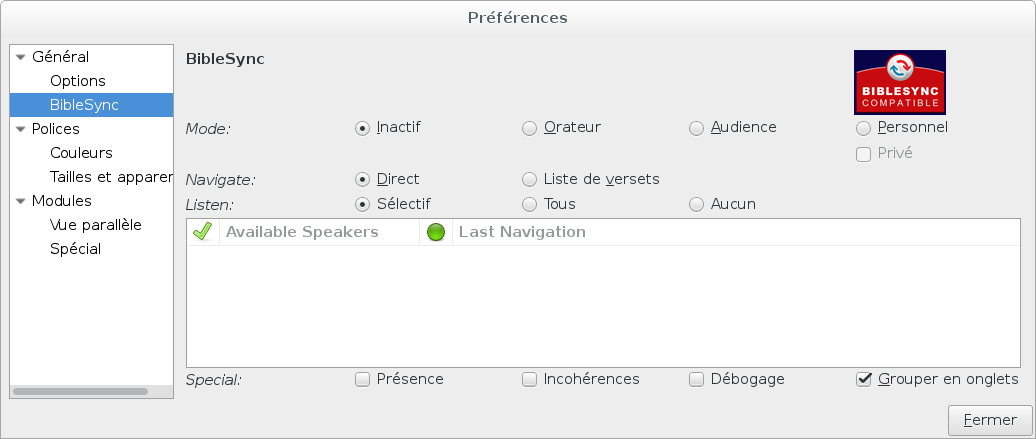 Préférences
Général
Options
BibleSync
Polices
Couleurs
Tailles et apparen
Modules
Vue parallèle
Spécial
BibleSync
BIBLESYNC
COMPATIBLE
Mode: Inactif Orateur Audience Personnel
Privé
Navigate: Direct Liste de versets
Listen: Sélectif Tous Aucun
Available Speakers Last Navigation
Special: Présence Incohérences Débogage Grouper en onglets
Fermer